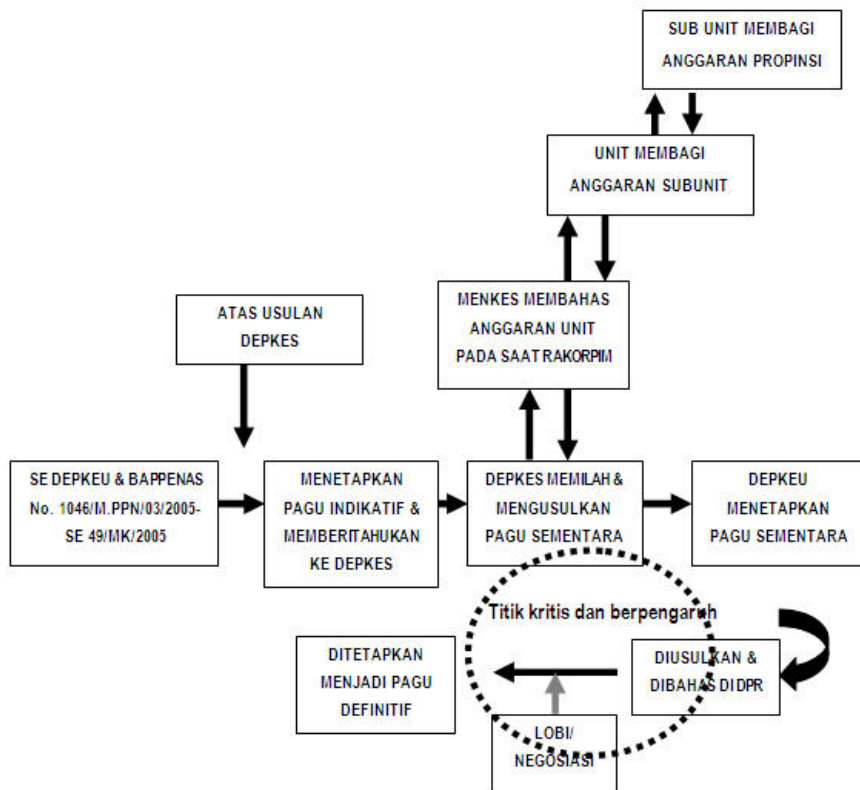 SUB UNIT MEMBAGI
ANGGARAN PROPINSI
UNIT MEMBAGI
ANGGARAN SUBUNIT
MENKES MEMBAHAS
ANGGARAN UNIT
PADA SAAT RAKORPIM
ATAS USULAN
DEPKES
SE DEPKEU & BAPPENAS
No. 1046/M.PPN/03/2005-
SE 49/MK/2005
MENETAPKAN
PAGU INDIKATIF &
MEMBERITAHUKAN
KE DEPKES
DEPKES MEMILAH &
MENGUSULKAN
PAGU SEMENTARA
DEPKEU
MENETAPKAN
PAGU SEMENTARA
Titik kritis dan berpengaruh
DITETAPKAN
MENJADI PAGU
DEFINITIF
DIUSULKAN &
DIBAHAS DI DPR
LOBI/
NEGOSIASI